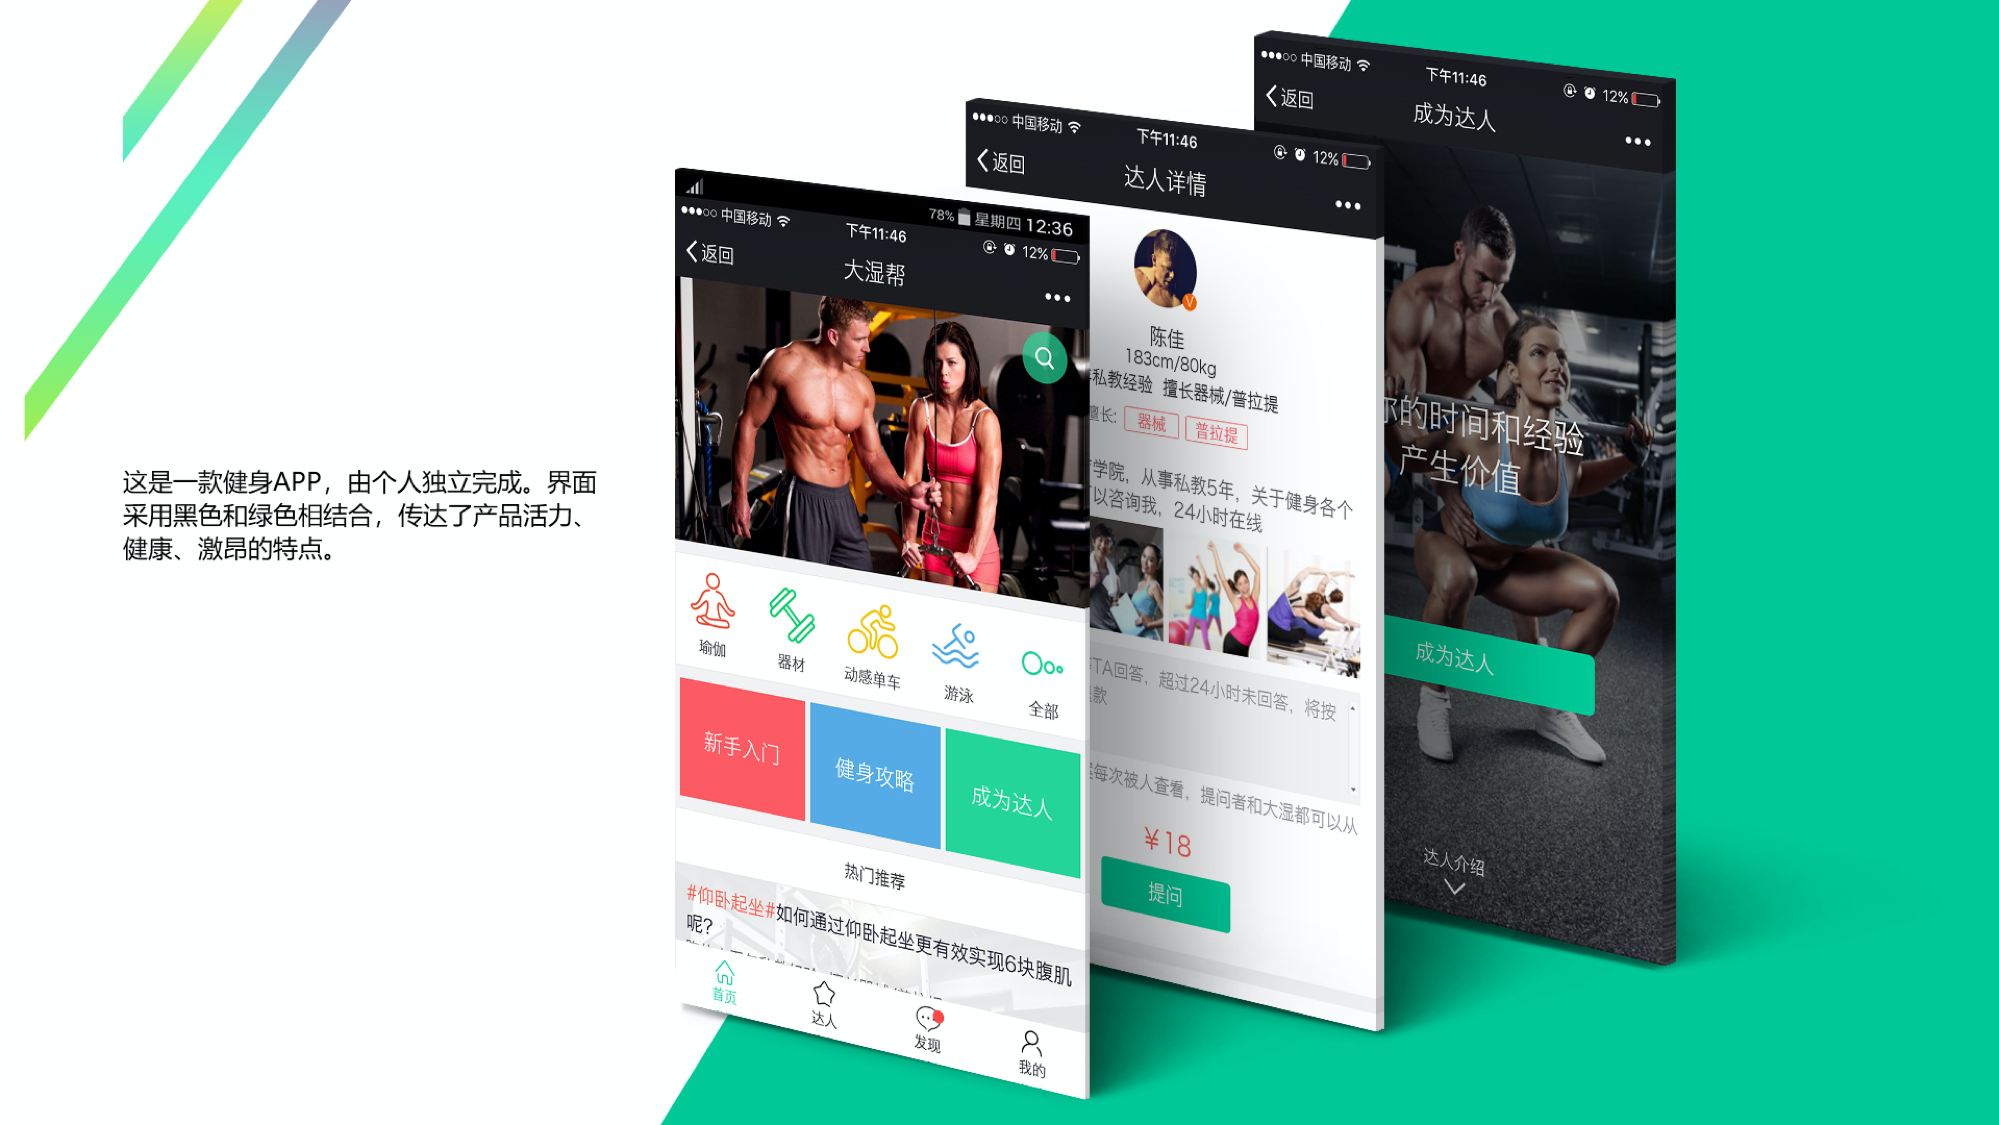 这是一款健身APP，由个人独立完成。界面
采用黑色和绿色相结合，传达了产品活力、
健康、激昂的特点。
78% 星期四 12:36
中国移动 下午11:46 12%
返回 大湿帮
瑜伽 器材 动感单车 游泳 全部
新手入门 健身攻略 成为达人
热门推荐
#仰卧起坐#如何通过仰卧起坐更有效实现6块腹肌
呢?
首页 达人 发现 我的
中国移动 下午11:46 12%
返回 达人详情
陈佳
183cm/80kg
私教经验 擅长器械/普拉提
擅长: 器械 普拉提
学院，从事私教5年，关于健身各个
以咨询我，24小时在线
TA回答，超过24小时未回答，将按
款
每次被人查看，提问者和大湿都可以从
¥18
提问
中国移动 下午11:46 12%
返回 成为达人
你的时间和经验
产生价值
成为达人
达人介绍